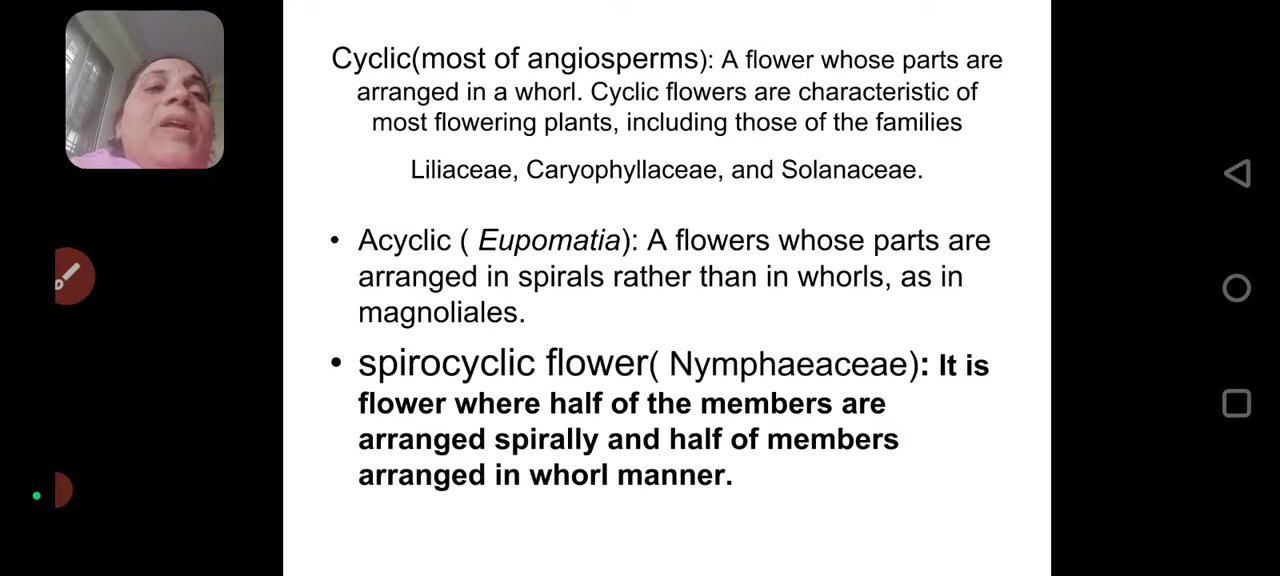 Cyclic(most of angiosperms): A flower whose parts are
arranged in a whorl. Cyclic flowers are characteristic of
most flowering plants, including those of the families
Liliaceae, Caryophyllaceae, and Solanaceae.
• Acyclic ( Eupomatia): A flowers whose parts are
arranged in spirals rather than in whorls, as in
magnoliales.
• spirocyclic flower( Nymphaeaceae): It is
flower where half of the members are
arranged spirally and half of members
arranged in whorl manner.